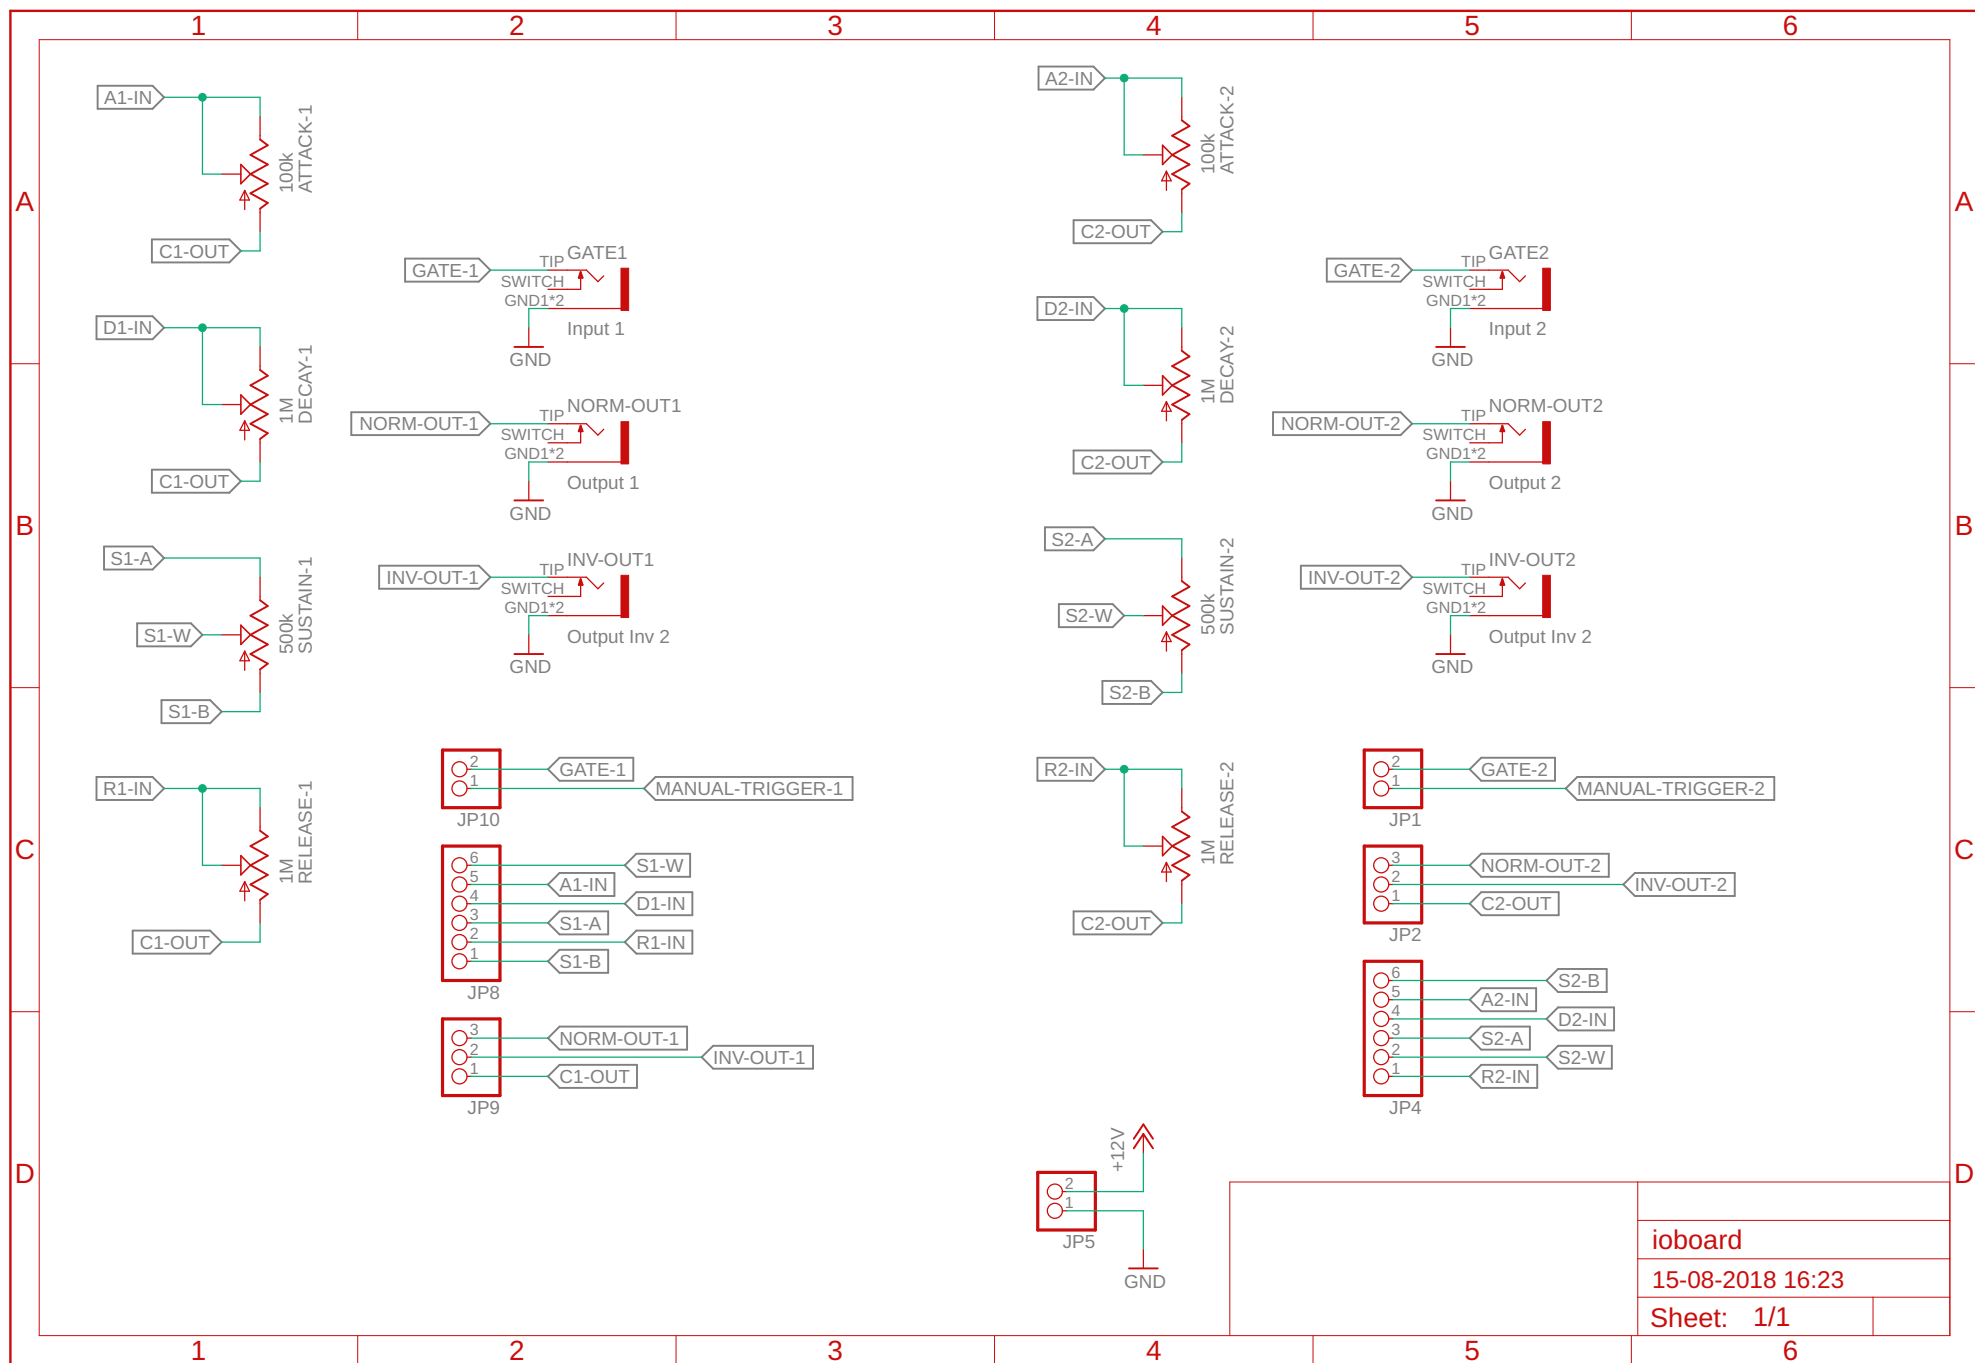 1 2 3 4 5 6
A A
B B
C C
D D
A1-IN
100k
ATTACK-1
C1-OUT
D1-IN
1M
DECAY-1
C1-OUT
S1-A
S1-W
500k
SUSTAIN-1
S1-B
R1-IN
1M
RELEASE-1
C1-OUT
GATE-1
TIP
GATE1
SWITCH
GND1*2
Input 1
GND
NORM-OUT-1
TIP
NORM-OUT1
SWITCH
GND1*2
Output 1
GND
INV-OUT-1
TIP
INV-OUT1
SWITCH
GND1*2
Output Inv 2
GND
2 GATE-1
1 MANUAL-TRIGGER-1
JP10
6 S1-W
5 A1-IN
4 D1-IN
3 S1-A
2 R1-IN
1 S1-B
JP8
3 NORM-OUT-1
2 INV-OUT-1
1 C1-OUT
JP9
A2-IN
100k
ATTACK-2
C2-OUT
D2-IN
1M
DECAY-2
C2-OUT
S2-A
S2-W
500k
SUSTAIN-2
S2-B
R2-IN
1M
RELEASE-2
C2-OUT
GATE-2
TIP
GATE2
SWITCH
GND1*2
Input 2
GND
NORM-OUT-2
TIP
NORM-OUT2
SWITCH
GND1*2
Output 2
GND
INV-OUT-2
TIP
INV-OUT2
SWITCH
GND1*2
Output Inv 2
GND
2 GATE-2
1 MANUAL-TRIGGER-2
JP1
3 NORM-OUT-2
2 INV-OUT-2
1 C2-OUT
JP2
6 S2-B
5 A2-IN
4 D2-IN
3 S2-A
2 S2-W
1 R2-IN
JP4
+12V
2
1
JP5
GND
ioboard
15-08-2018 16:23
Sheet: 1/1
1 2 3 4 5 6